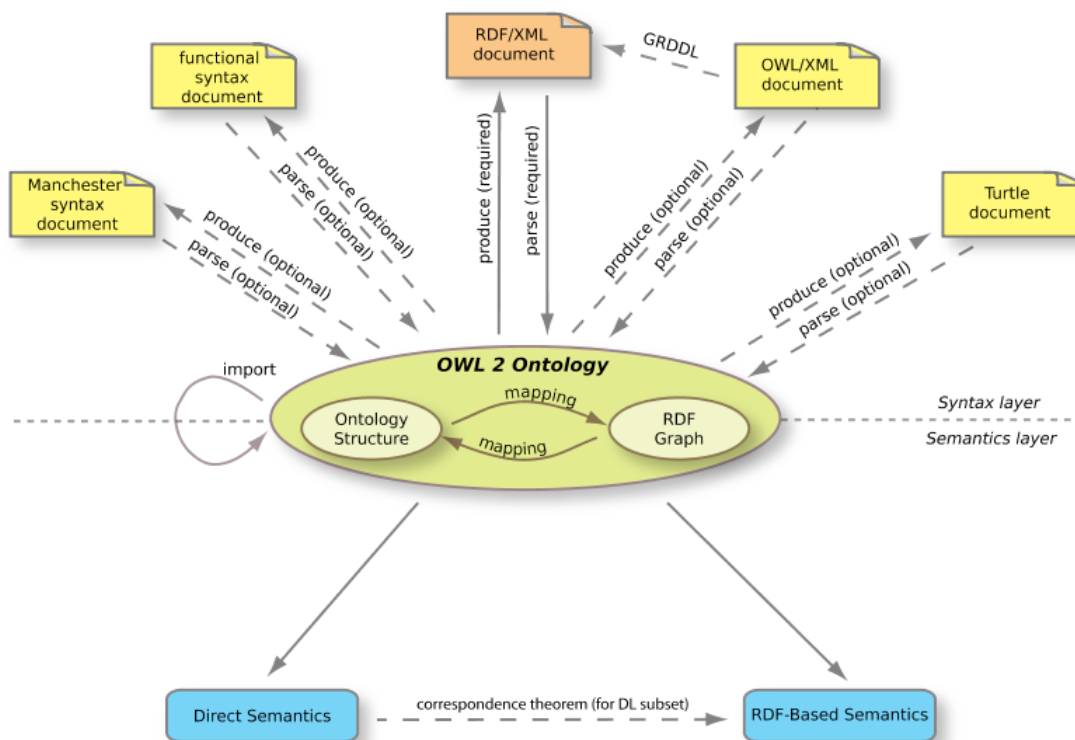 RDF/XML
document
GRDDL
functional
syntax
document
OWL/XML
document
Manchester
syntax
document
Turtle
document
produce (optional)
parse (optional)
produce (optional)
parse (optional)
produce (required)
parse (required)
produce (optional)
parse (optional)
produce (optional)
parse (optional)
import
OWL 2 Ontology
mapping
Ontology
Structure
RDF
Graph
mapping
Syntax layer
Semantics layer
Direct Semantics
correspondence theorem (for DL subset)
RDF-Based Semantics